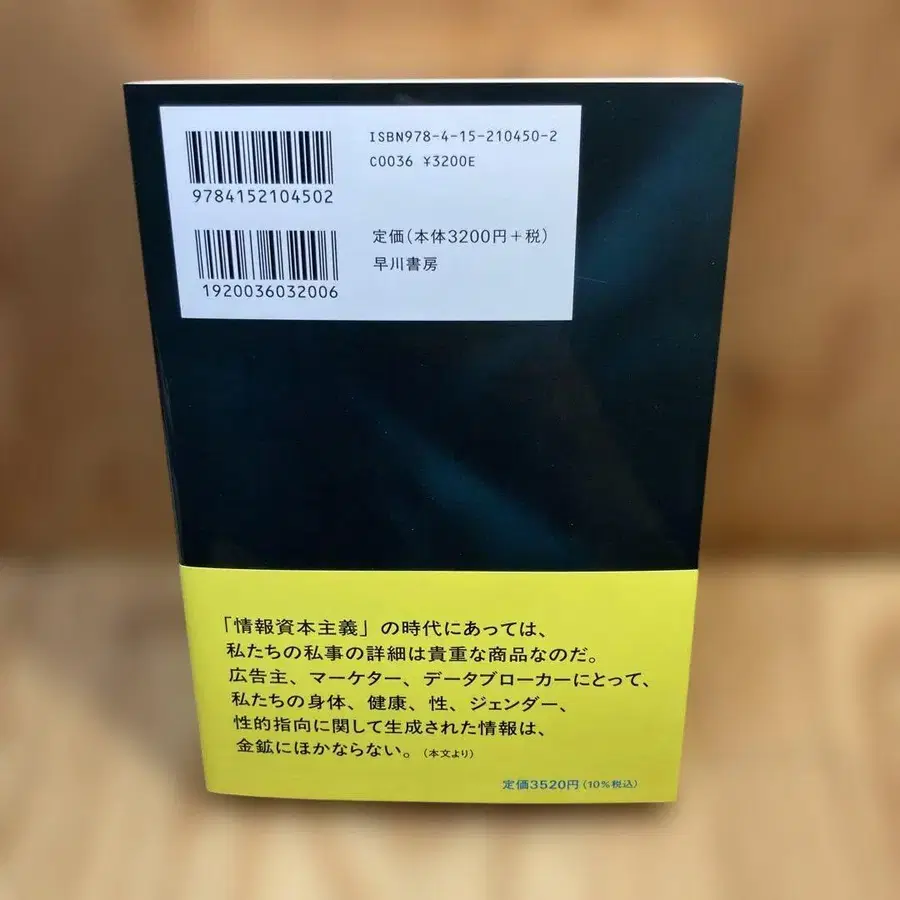 ISBN978-4-15-210450-2
C0036 ¥3200E
9784152104502
定価(本体3200円+税)
早川書房
1920036032006
「情報資本主義」の時代にあっては、
私たちの私事の詳細は貴重な商品なのだ。
広告主、マーケター、データブローカーにとって、
私たちの身体、健康、性、ジェンダー、
性的指向に関して生成された情報は、
金鉱にほかならない。(本文より)
定価3520円(10%税込)